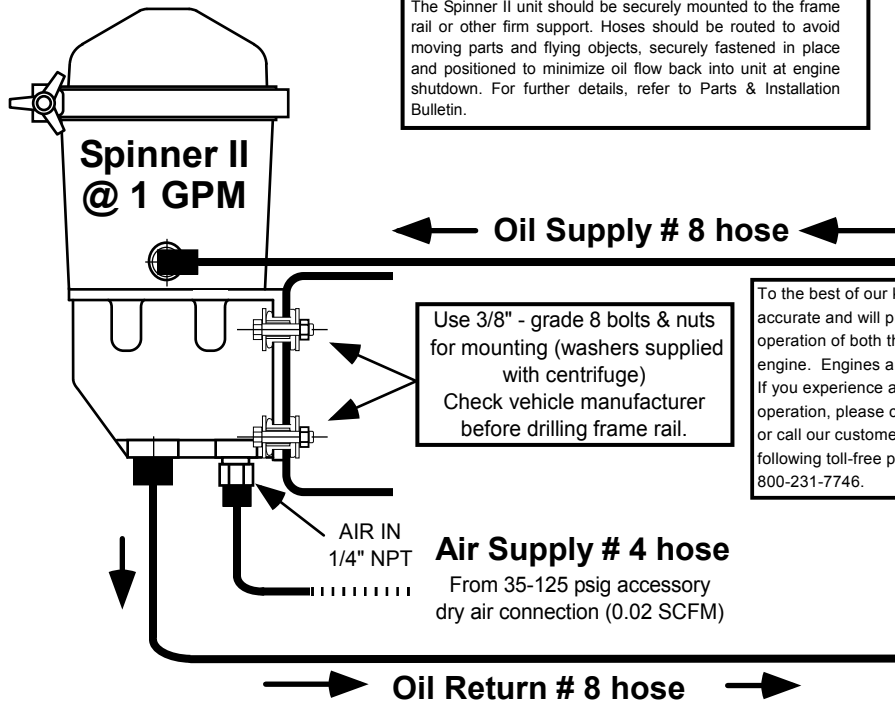 The Spinner II unit should be securely mounted to the frame
rail or other firm support. Hoses should be routed to avoid
moving parts and flying objects, securely fastened in place
and positioned to minimize oil flow back into unit at engine
shutdown. For further details, refer to Parts & Installation
Bulletin.
Spinner II
@ 1 GPM
Oil Supply # 8 hose
Use 3/8" - grade 8 bolts & nuts
for mounting (washers supplied
with centrifuge)
Check vehicle manufacturer
before drilling frame rail.
To the best of our
accurate and will
operation of both
engine. Engines
If you experience
operation, please
or call our
following toll-free
800-231-7746.
AIR IN
1/4" NPT
Air Supply # 4 hose
From 35-125 psig accessory
dry air connection (0.02 SCFM)
Oil Return # 8 hose